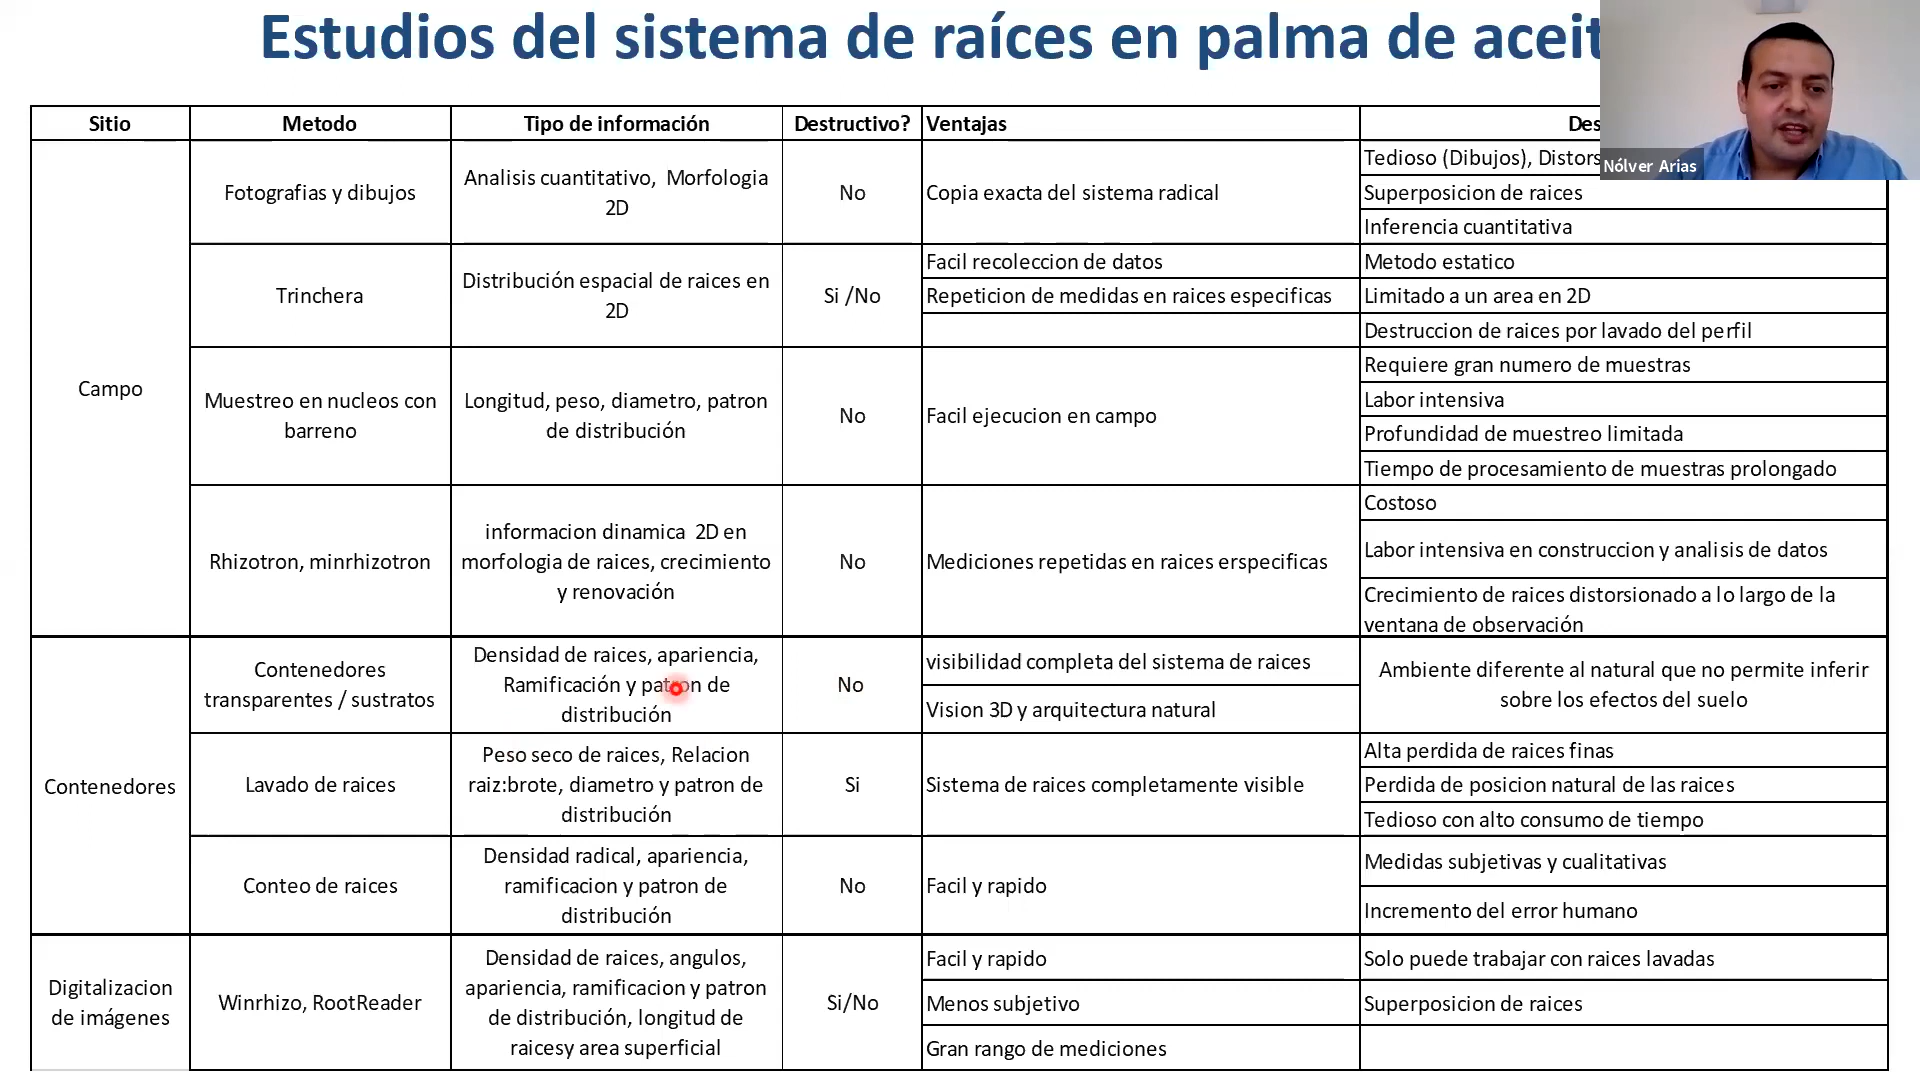 Estudios del sistema de raíces en palma de aceit
Nólver Arias
Sitio
Metodo
Tipo de información
Destructivo?
Ventajas
Campo
Fotografias y dibujos
Analisis cuantitativo, Morfologia
2D
No
Copia exacta del sistema radical
Tedioso (Dibujos),
Superposicion de raices
Inferencia cuantitativa
Trinchera
Distribución espacial de raices en
2D
Si /No
Facil recoleccion de datos
Repeticion de medidas en raices especificas
Metodo estatico
Limitado a un area en 2D
Destruccion de raices por lavado del perfil
Muestreo en nucleos con
barreno
Longitud, peso, diametro, patron
de distribución
No
Facil ejecucion en campo
Requiere gran numero de muestras
Labor intensiva
Profundidad de muestreo limitada
Tiempo de procesamiento de muestras prolongado
Rhizotron, minrhizotron
informacion dinamica 2D en
morfologia de raices, crecimiento
y renovación
No
Mediciones repetidas en raices erspecificas
Costoso
Labor intensiva en construccion y analisis de datos
Crecimiento de raices distorsionado a lo largo de la
ventana de observación
Contenedores
Contenedores
transparentes / sustratos
Densidad de raices, apariencia,
Ramificación y patron de
distribución
No
visibilidad completa del sistema de raices
Vision 3D y arquitectura natural
Ambiente diferente al natural que no permite inferir
sobre los efectos del suelo
Lavado de raices
Peso seco de raices, Relacion
raiz:brote, diametro y patron de
distribución
Si
Sistema de raices completamente visible
Alta perdida de raices finas
Perdida de posicion natural de las raices
Tedioso con alto consumo de tiempo
Conteo de raices
Densidad radical, apariencia,
ramificacion y patron de
distribución
No
Facil y rapido
Medidas subjetivas y cualitativas
Incremento del error humano
Digitalizacion
de imágenes
Winrhizo, RootReader
Densidad de raices, angulos,
apariencia, ramificacion y patron
de distribución, longitud de
raicesy area superficial
Si/No
Facil y rapido
Menos subjetivo
Gran rango de mediciones
Solo puede trabajar con raices lavadas
Superposicion de raices